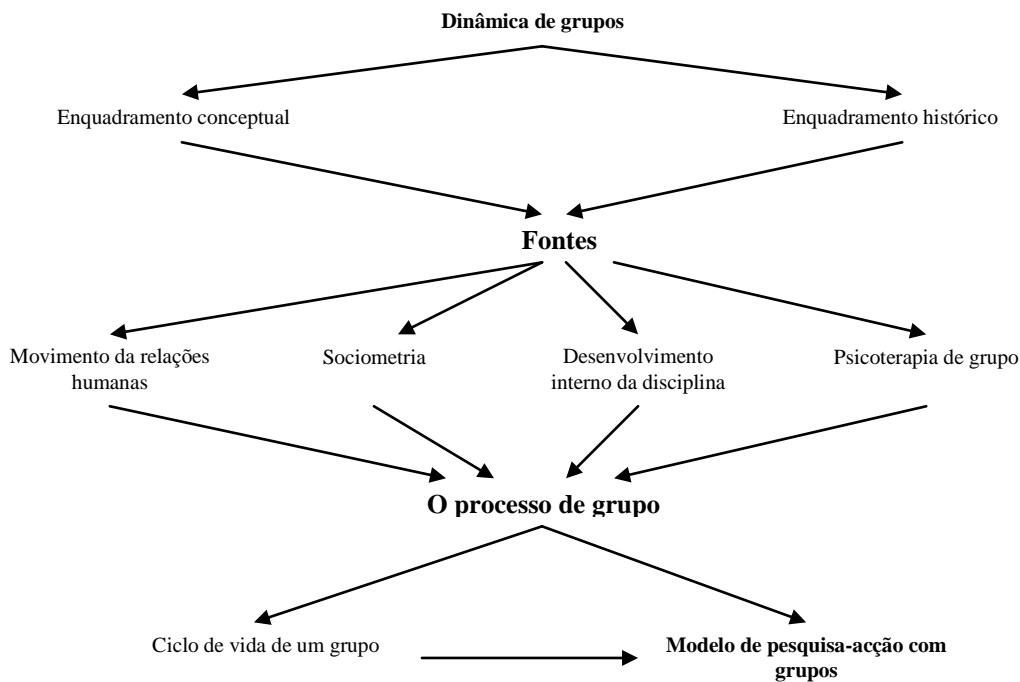 Dinâmica de grupos
Enquadramento conceptual
Enquadramento histórico
Fontes
Movimento da relações
humanas
Sociometria
Desenvolvimento
interno da disciplina
Psicoterapia de grupo
O processo de grupo
Ciclo de vida de um grupo
Modelo de pesquisa-acção com
grupos